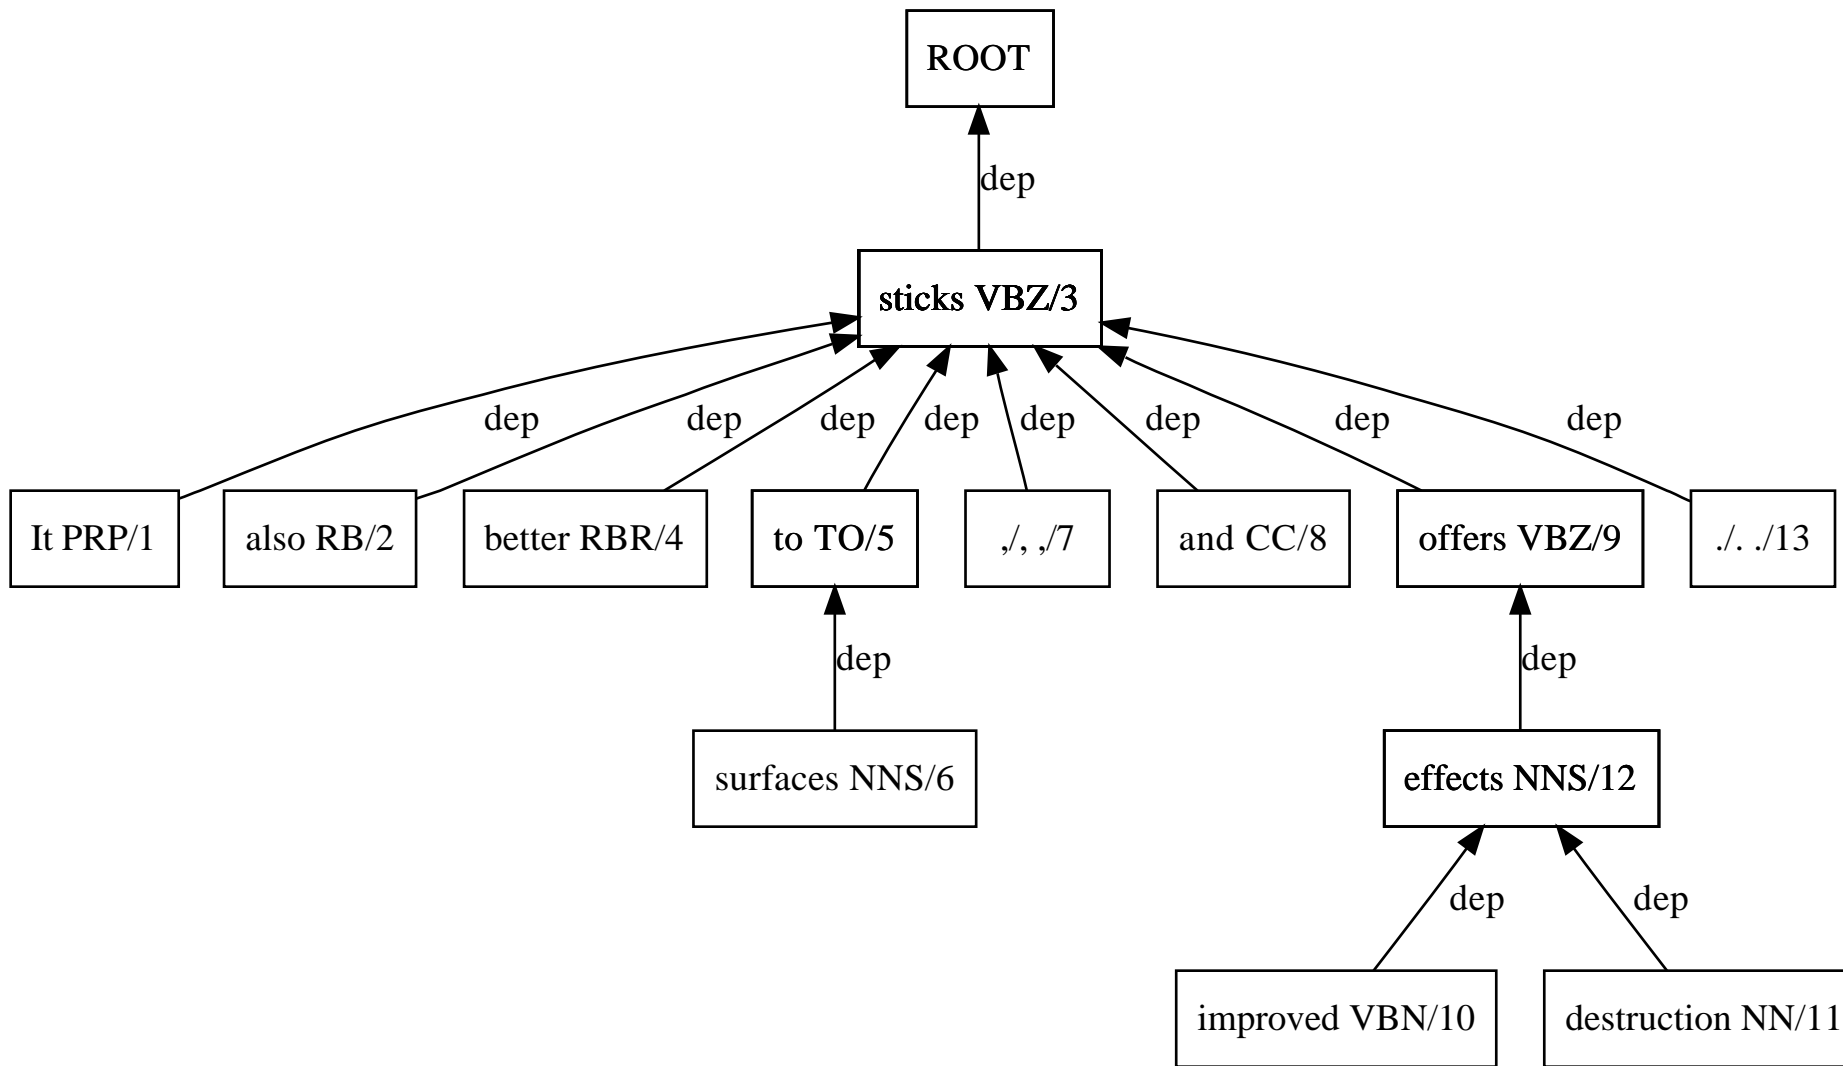 ROOT
dep
sticks VBZ/3
dep dep dep dep dep dep dep dep
It PRP/1 also RB/2 better RBR/4 to TO/5 ,/, ,/7 and CC/8 offers VBZ/9 ./. ./13
dep dep
surfaces NNS/6 effects NNS/12
dep dep
improved VBN/10 destruction NN/11